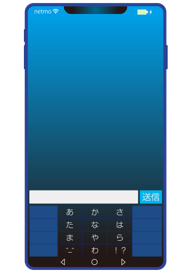 netmo
送信
あ か さ
た な は
ま や ら
わ ！？